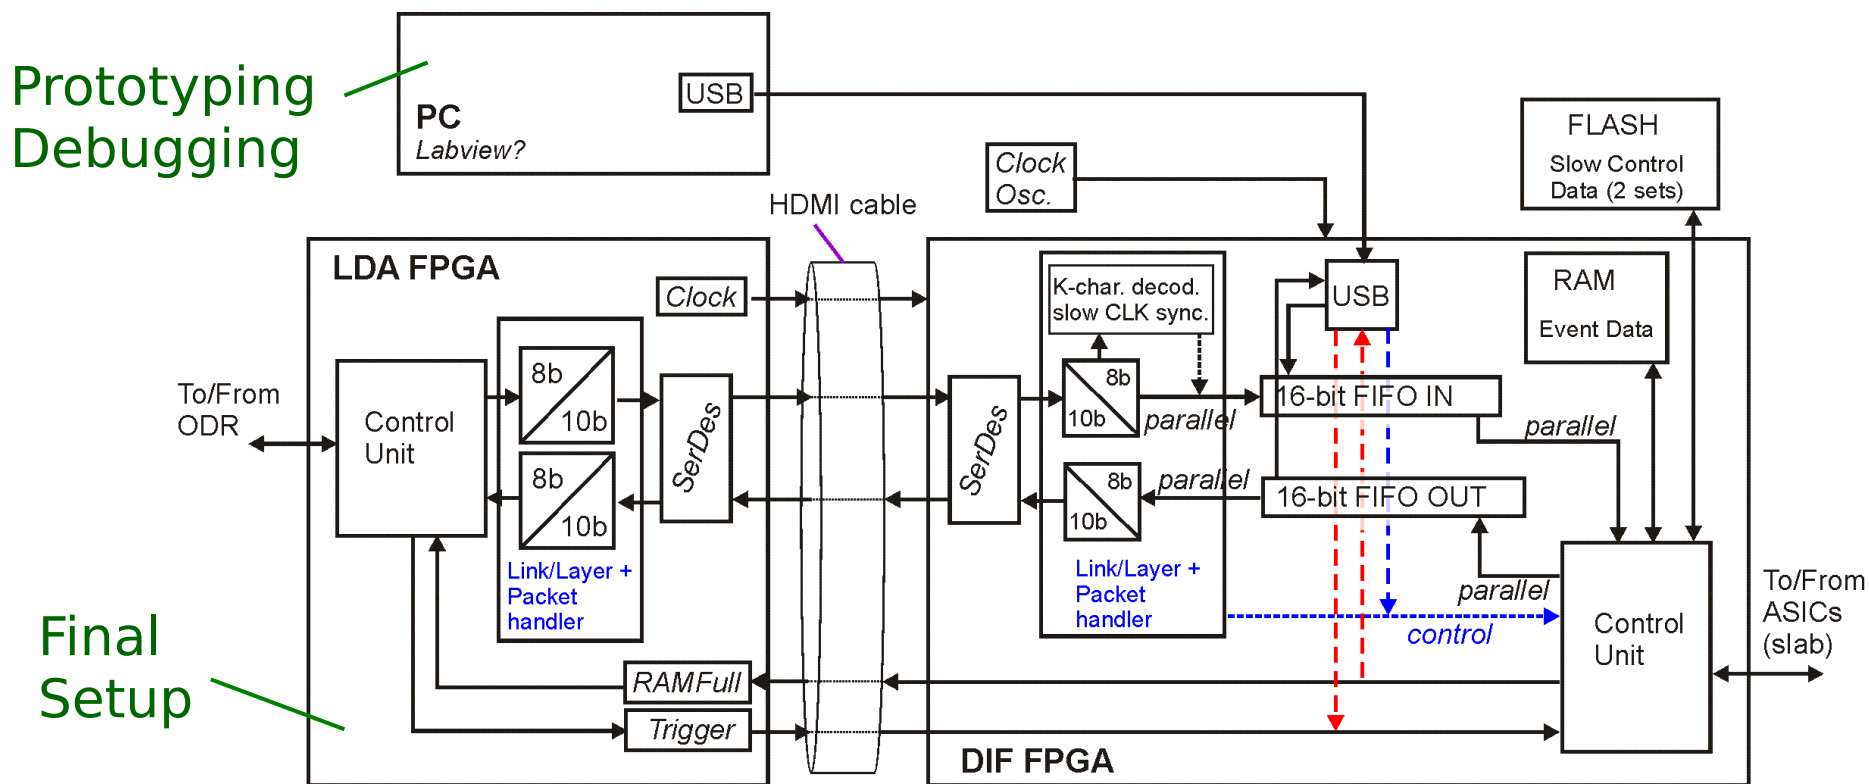 Prototyping
Debugging
PC
Labview?
USB
Clock
Osc.
FLASH
Slow Control
Data (2 sets)
HDMI cable
LDA FPGA
Clock
K-char. decod.
slow CLK sync.
USB
RAM
Event Data
To/From
ODR
Control
Unit
8b
10b
SerDes
SerDes
8b
10b
parallel
16-bit FIFO IN
parallel
8b
10b
8b
10b
parallel
16-bit FIFO OUT
Link/Layer +
Packet
handler
Link/Layer +
Packet
handler
parallel
control
Control
Unit
To/From
ASICs
(slab)
Final
Setup
RAMFull
Trigger
DIF FPGA